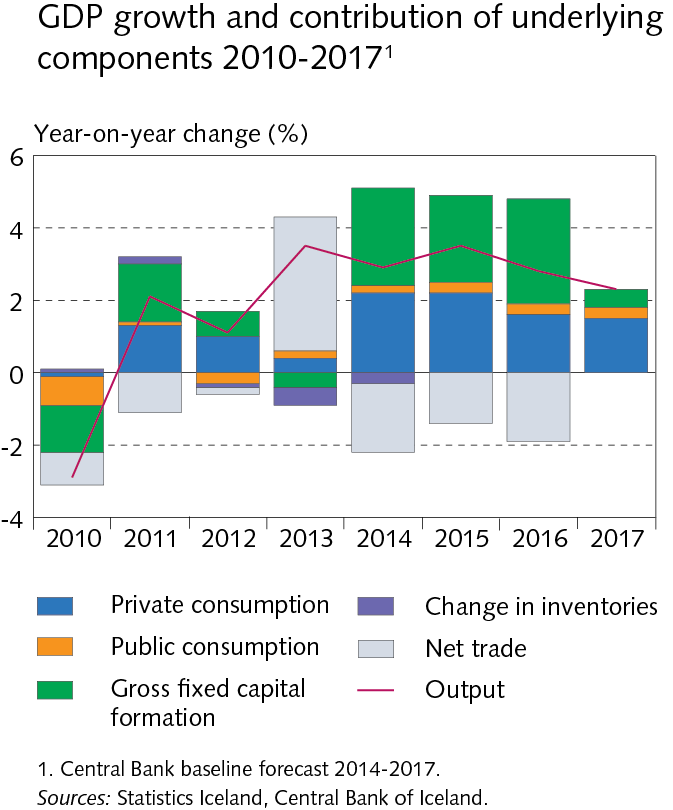 GDP growth and contribution of underlying
components 2010-2017¹
Year-on-year change (%)
6
4
2
0
-2
-4
2010 2011 2012 2013 2014 2015 2016 2017
Private consumption
Public consumption
Gross fixed capital
formation
Change in inventories
Net trade
Output
1. Central Bank baseline forecast 2014-2017.
Sources: Statistics Iceland, Central Bank of Iceland.